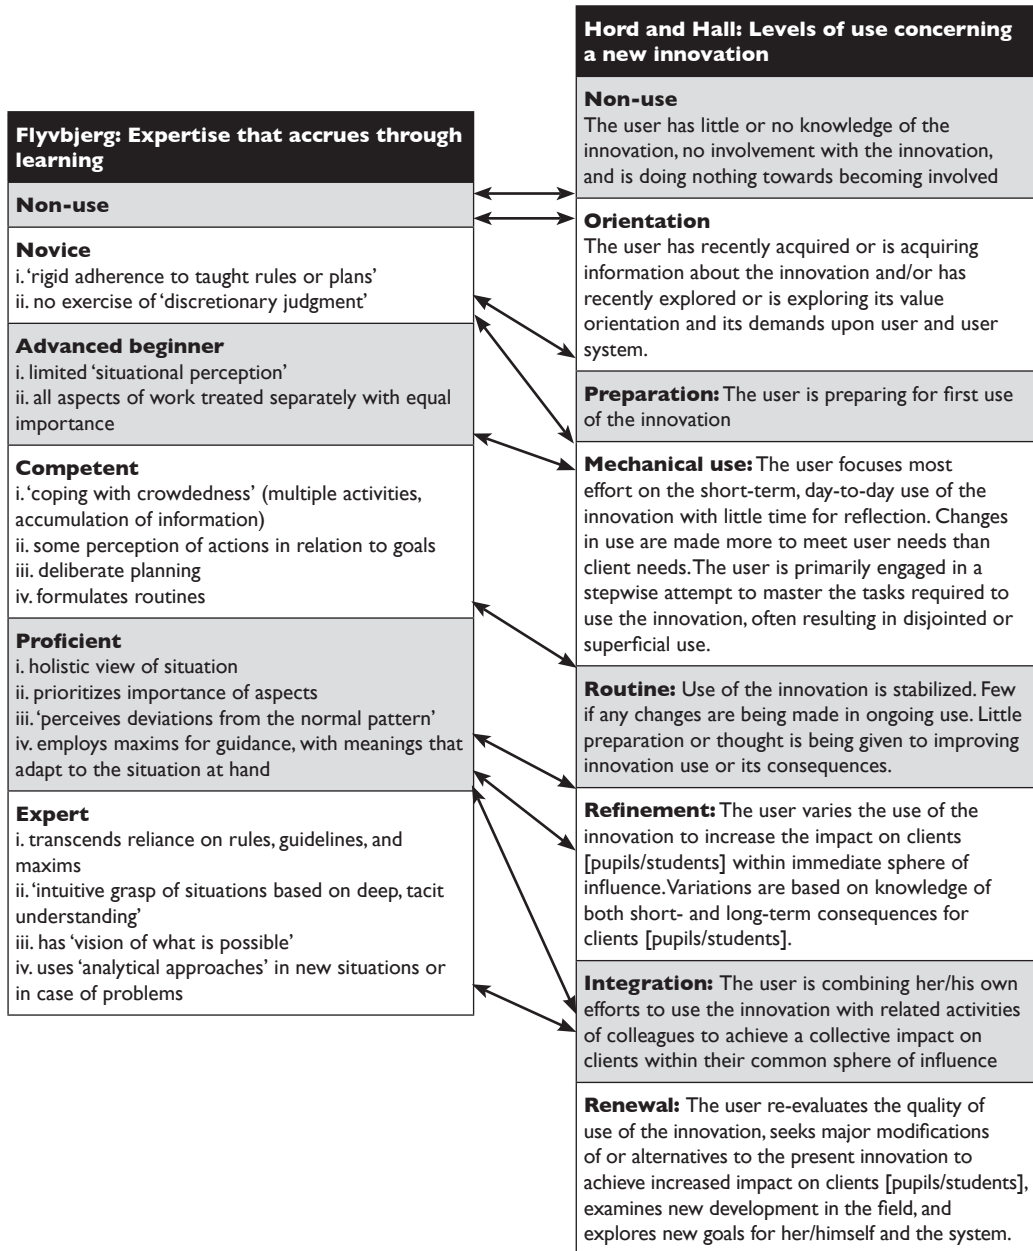 Flyvbjerg: Expertise that accrues through
learning
Non-use
Novice
i. ‘rigid adherence to taught rules or plans’
ii. no exercise of ‘discretionary judgment’
Advanced beginner
i. limited ‘situational perception’
ii. all aspects of work treated separately with equal
importance
Competent
i. ‘coping with crowdedness’ (multiple activities,
accumulation of information)
ii. some perception of actions in relation to goals
iii. deliberate planning
iv. formulates routines
Proficient
i. holistic view of situation
ii. prioritizes importance of aspects
iii. ‘perceives deviations from the normal pattern’
iv. employs maxims for guidance, with meanings that
adapt to the situation at hand
Expert
i. transcends reliance on rules, guidelines, and
maxims
ii. ‘intuitive grasp of situations based on deep, tacit
understanding’
iii. has ‘vision of what is possible’
iv. uses ‘analytical approaches’ in new situations or
in case of problems
Hord and Hall: Levels of use concerning
a new innovation
Non-use
The user has little or no knowledge of the
innovation, no involvement with the innovation,
and is doing nothing towards becoming involved
Orientation
The user has recently acquired or is acquiring
information about the innovation and/or has
recently explored or is exploring its value
orientation and its demands upon user and user
system.
Preparation: The user is preparing for first use
of the innovation
Mechanical use: The user focuses most
effort on the short-term, day-to-day use of the
innovation with little time for reflection. Changes
in use are made more to meet user needs than
client needs. The user is primarily engaged in a
stepwise attempt to master the tasks required to
use the innovation, often resulting in disjointed or
superficial use.
Routine: Use of the innovation is stabilized. Few
if any changes are being made in ongoing use. Little
preparation or thought is being given to improving
innovation use or its consequences.
Refinement: The user varies the use of the
innovation to increase the impact on clients
[pupils/students] within immediate sphere of
influence. Variations are based on knowledge of
both short- and long-term consequences for
clients [pupils/students].
Integration: The user is combining her/his own
efforts to use the innovation with related activities
of colleagues to achieve a collective impact on
clients within their common sphere of influence
Renewal: The user re-evaluates the quality of
use of the innovation, seeks major modifications
of or alternatives to the present innovation to
achieve increased impact on clients [pupils/students],
examines new development in the field, and
explores new goals for her/himself and the system.